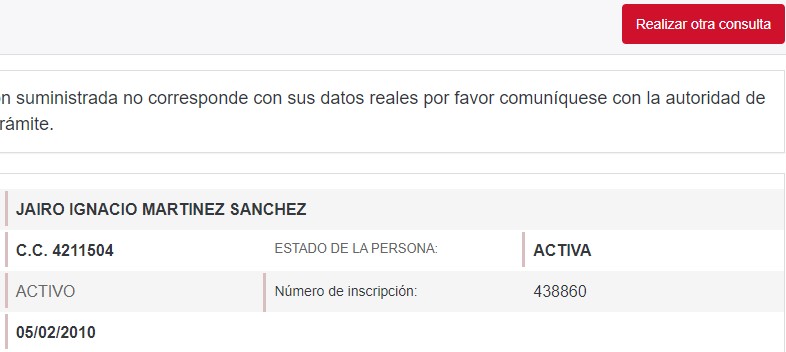 Realizar otra consulta
ón suministrada no corresponde con sus datos reales por favor comuníquese con la autoridad de
rámite.
JAIRO IGNACIO MARTINEZ SANCHEZ
C.C. 4211504 ESTADO DE LA PERSONA: ACTIVA
ACTIVO Número de inscripción: 438860
05/02/2010